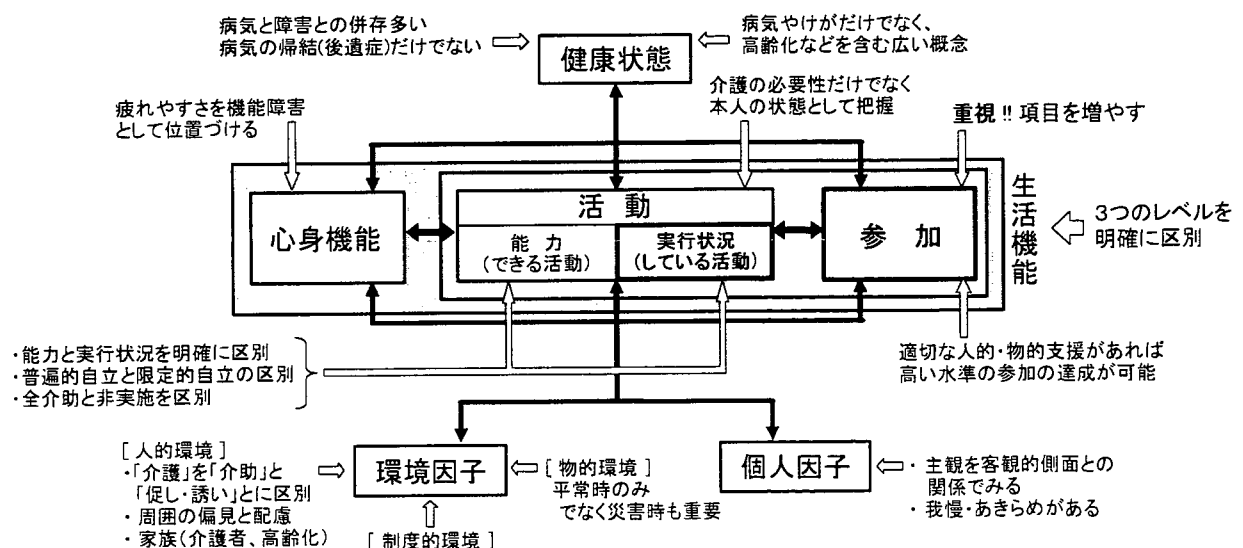 病気と障害との併存多い
病気の帰結(後遺症)だけでない
健康状態
病気やけがだけでなく、
高齢化などを含む広い概念
疲れやすさを機能障害
として位置づける
介護の必要性だけでなく
本人の状態として把握
重視!!項目を増やす
心身機能
活 動
能 力
(できる活動)
実行状況
(している活動)
参 加
生活機能
3つのレベルを
明確に区別
・能力と実行状況を明確に区別
・普遍的自立と限定的自立の区別
・全介助と非実施を区別
適切な人的・物的支援があれば
高い水準の参加の達成が可能
[ 人的環境 ]
・「介護」を「介助」と
「促し・誘い」とに区別
・周囲の偏見と配慮
・家族(介護者、高齢化)
環境因子
[ 物的環境 ]
平常時のみ
でなく災害時も重要
[ 制度的環境 ]
個人因子
・主観を客観的側面との
関係でみる
・我慢・あきらめがある